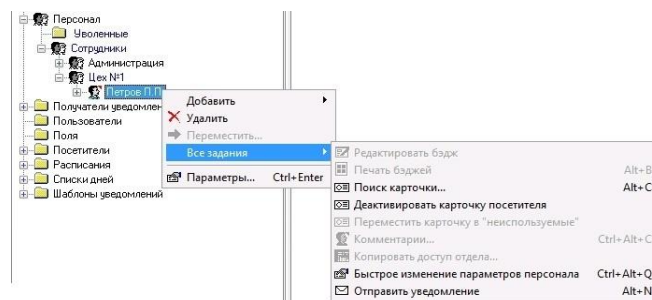 Персонал
Уволенные
Сотрудники
Администрация
Цех №1
Петров П.П
Получатели уведомлен
Пользователи
Поля
Посетители
Расписания
Списки дней
Шаблоны уведомлений
Добавить
Удалить
Переместить...
Все задания
Параметры... Ctrl+Enter
Редактировать бэдж
Печать бэджей Alt+B
Поиск карточки... Alt+C
Деактивировать карточку посетителя
Переместить карточку в "неиспользуемые"
Комментарии... Ctrl+Alt+C
Копировать доступ отдела...
Быстрое изменение параметров персонала Ctrl+Alt+Q
Отправить уведомление Alt+N